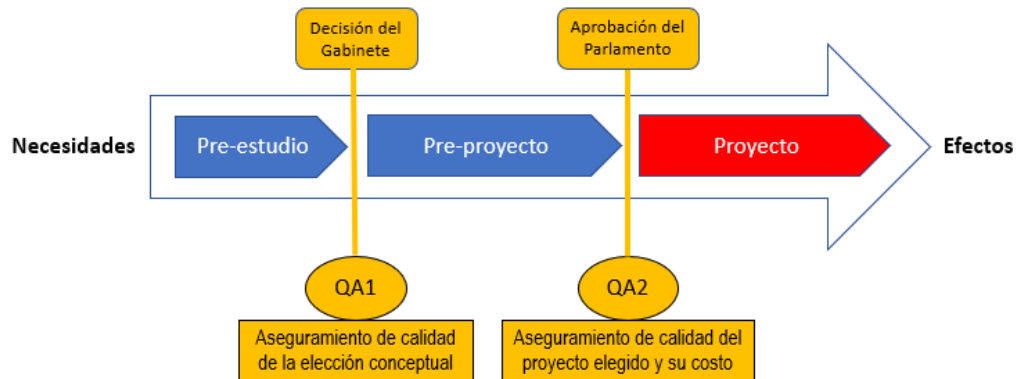 Decisión del
Gabinete
Aprobación del
Parlamento
Necesidades
Pre-estudio
Pre-proyecto
Proyecto
Efectos
QA1
QA2
Aseguramiento de calidad
de la elección conceptual
Aseguramiento de calidad del
proyecto elegido y su costo